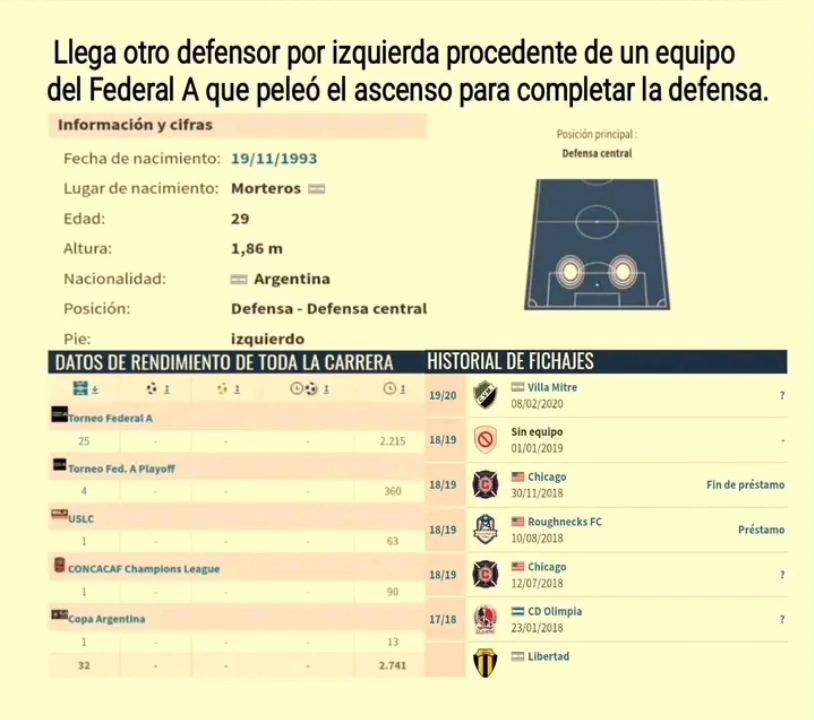 Llega otro defensor por izquierda procedente de un equipo
del Federal A que peleó el ascenso para completar la defensa.
Información y cifras
Fecha de nacimiento: 19/11/1993
Lugar de nacimiento: Morteros
Edad: 29
Altura: 1,86 m
Nacionalidad: Argentina
Posición: Defensa - Defensa central
Pie: izquierdo
Posición principal :
Defensa central
DATOS DE RENDIMIENTO DE TODA LA CARRERA
Torneo Federal A
25 - - - 2.215
Torneo Fed. A Playoff
4 - - - 360
USLC
1 - - - 63
CONCACAF Champions League
1 - - - 90
Copa Argentina
1 - - - 13
32 - - - 2.741
HISTORIAL DE FICHAJES
19/20 Villa Mitre ?
08/02/2020
18/19 Sin equipo -
01/01/2019
18/19 Chicago Fin de préstamo
30/11/2018
18/19 Roughnecks FC Préstamo
10/08/2018
18/19 Chicago ?
12/07/2018
17/18 CD Olimpia ?
23/01/2018
Libertad